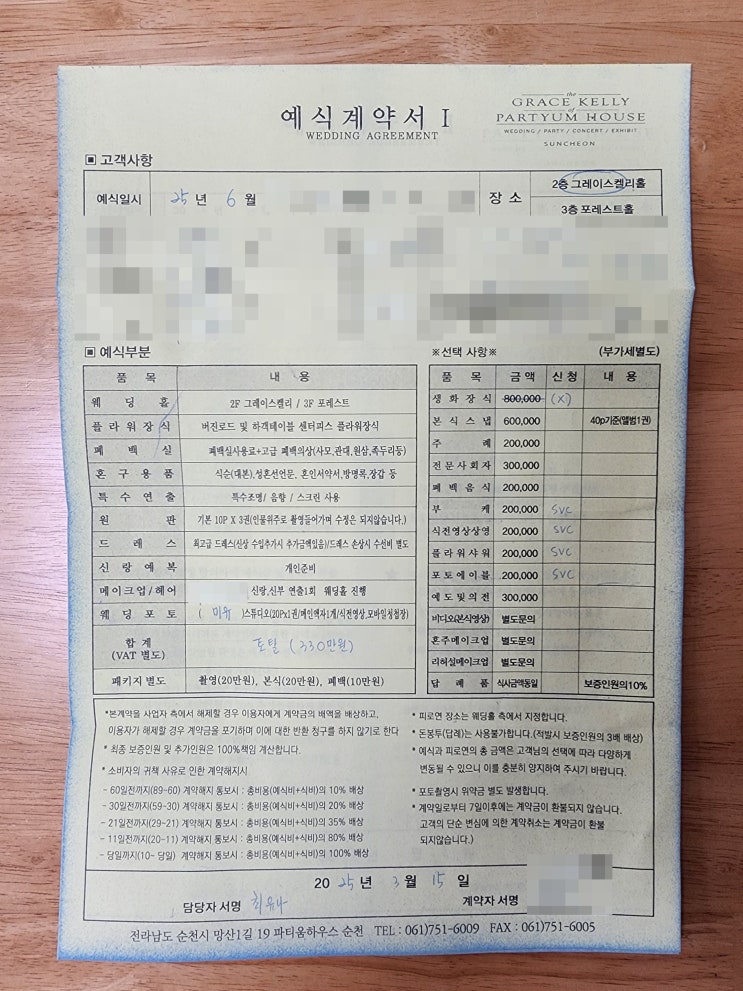 예식계약서 I
WEDDING AGREEMENT
the
GRACE KELLY
of
PARTYUM HOUSE
WEDDING / PARTY / CONCERT / EXHIBIT
SUNCHEON
▣ 고객사항
예식일시 25년 6월 장소 2층 그레이스켈리홀
3층 포레스트홀
▣ 예식부분
품목 내용
웨딩홀 2F 그레이스켈리 / 3F 포레스트
플라워장식 버진로드 및 하객테이블 센터피스 플라워장식
폐백실 폐백실사용료+고급 폐백의상(사모,관대,원삼,족두리등)
혼구용품 식순(대본),성혼선언문, 혼인서약서,방명록,장갑 등
특수연출 특수조명 / 음향 / 스크린 사용
원판 기본 10P X 3권(인물위주로 촬영들어가며 수정은 되지않습니다.)
드레스 최고급 드레스(신상 수입추가시 추가금액있음)/드레스 손상시 수선비 별도
신랑예복 개인준비
메이크업/헤어 신랑,신부 연출1회 웨딩홀 진행
웨딩포토 ( 미유 )스튜디오(20Px1권/메인액자1개/식전영상,모바일청첩장)
합계
(VAT 별도) 토탈 (330만원)
패키지 별도 촬영(20만원), 본식(20만원), 폐백(10만원)
※선택 사항※ (부가세별도)
품목 금액 신청 내용
생화장식 800,000 (X)
본식스냅 600,000 40p기준(앨범1권)
주례 200,000
전문사회자 300,000
폐백음식 200,000
부케 200,000 SVC
식전영상상영 200,000 SVC
플라워샤워 200,000 SVC
포토테이블 200,000 SVC
예도및의전 300,000
비디오(본식영상) 별도문의
혼주메이크업 별도문의
리허설메이크업 별도문의
답례품 식사금액동일 보증인원의10%
*본계약을 사업자 측에서 해제할 경우 이용자에게 계약금의 배액을 배상하고,
이용자가 해제할 경우 계약금을 포기하며 이에 대한 반환 청구를 하지 않기로 한다
* 최종 보증인원 및 추가인원은 100%책임 계산합니다.
* 소비자의 귀책 사유로 인한 계약해지시
- 60일전까지(89~60) 계약해지 통보시 : 총비용(예식비+식비)의 10% 배상
- 30일전까지(59~30) 계약해지 통보시 : 총비용(예식비+식비)의 20% 배상
- 21일전까지(29~21) 계약해지 통보시 : 총비용(예식비+식비)의 35% 배상
- 11일전까지(20~11) 계약해지 통보시 : 총비용(예식비+식비)의 80% 배상
- 당일까지(10~ 당일) 계약해지 통보시 : 총비용(예식비+식비)의 100% 배상
* 피로연 장소는 웨딩홀 측에서 지정합니다.
* 돈봉투(답례)는 사용불가합니다.(적발시 보증인원의 3배 배상)
* 예식과 피로연의 총 금액은 고객님의 선택에 따라 다양하게
변동될 수 있으니 이를 충분히 양지하여 주시기 바랍니다.
* 포토촬영시 위약금 별도 발생합니다.
* 계약일로부터 7일이후에는 계약금이 환불되지 않습니다.
고객의 단순 변심에 의한 계약취소는 계약금이 환불
되지않습니다.)
20 25년 3월 15일
담당자 서명 계약자 서명
전라남도 순천시 망산1길 19 파티움하우스 순천 TEL : 061)751-6009 FAX : 061)751-6005